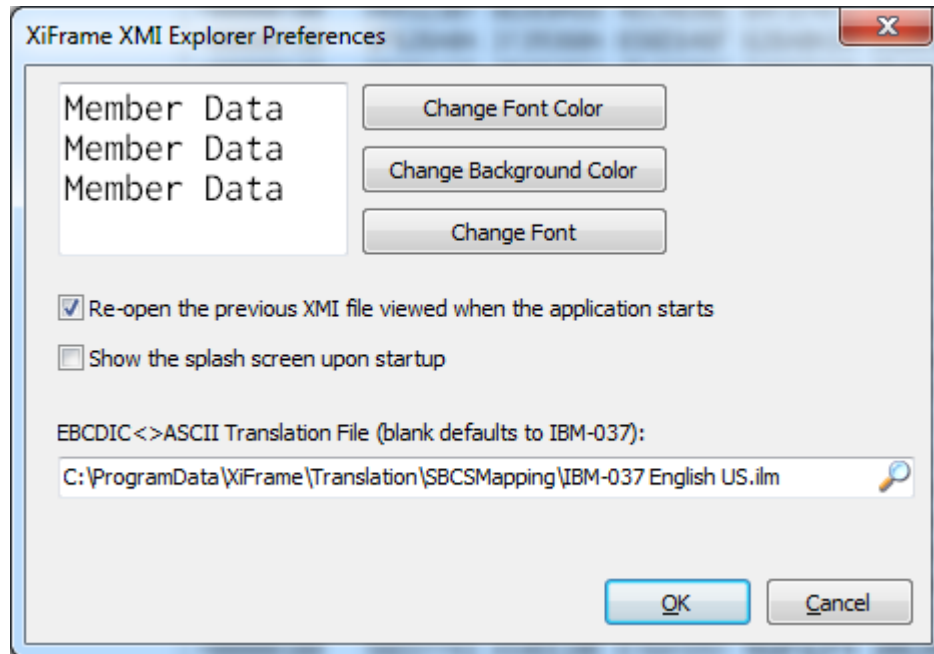 XiFrame XMI Explorer Preferences
Member Data
Member Data
Member Data
Change Font Color
Change Background Color
Change Font
Re-open the previous XMI file viewed when the application starts
Show the splash screen upon startup
EBCDIC<>ASCII Translation File (blank defaults to IBM-037):
C:\ProgramData\XiFrame\Translation\SBCSMapping\IBM-037 English US.ilm
OK
Cancel